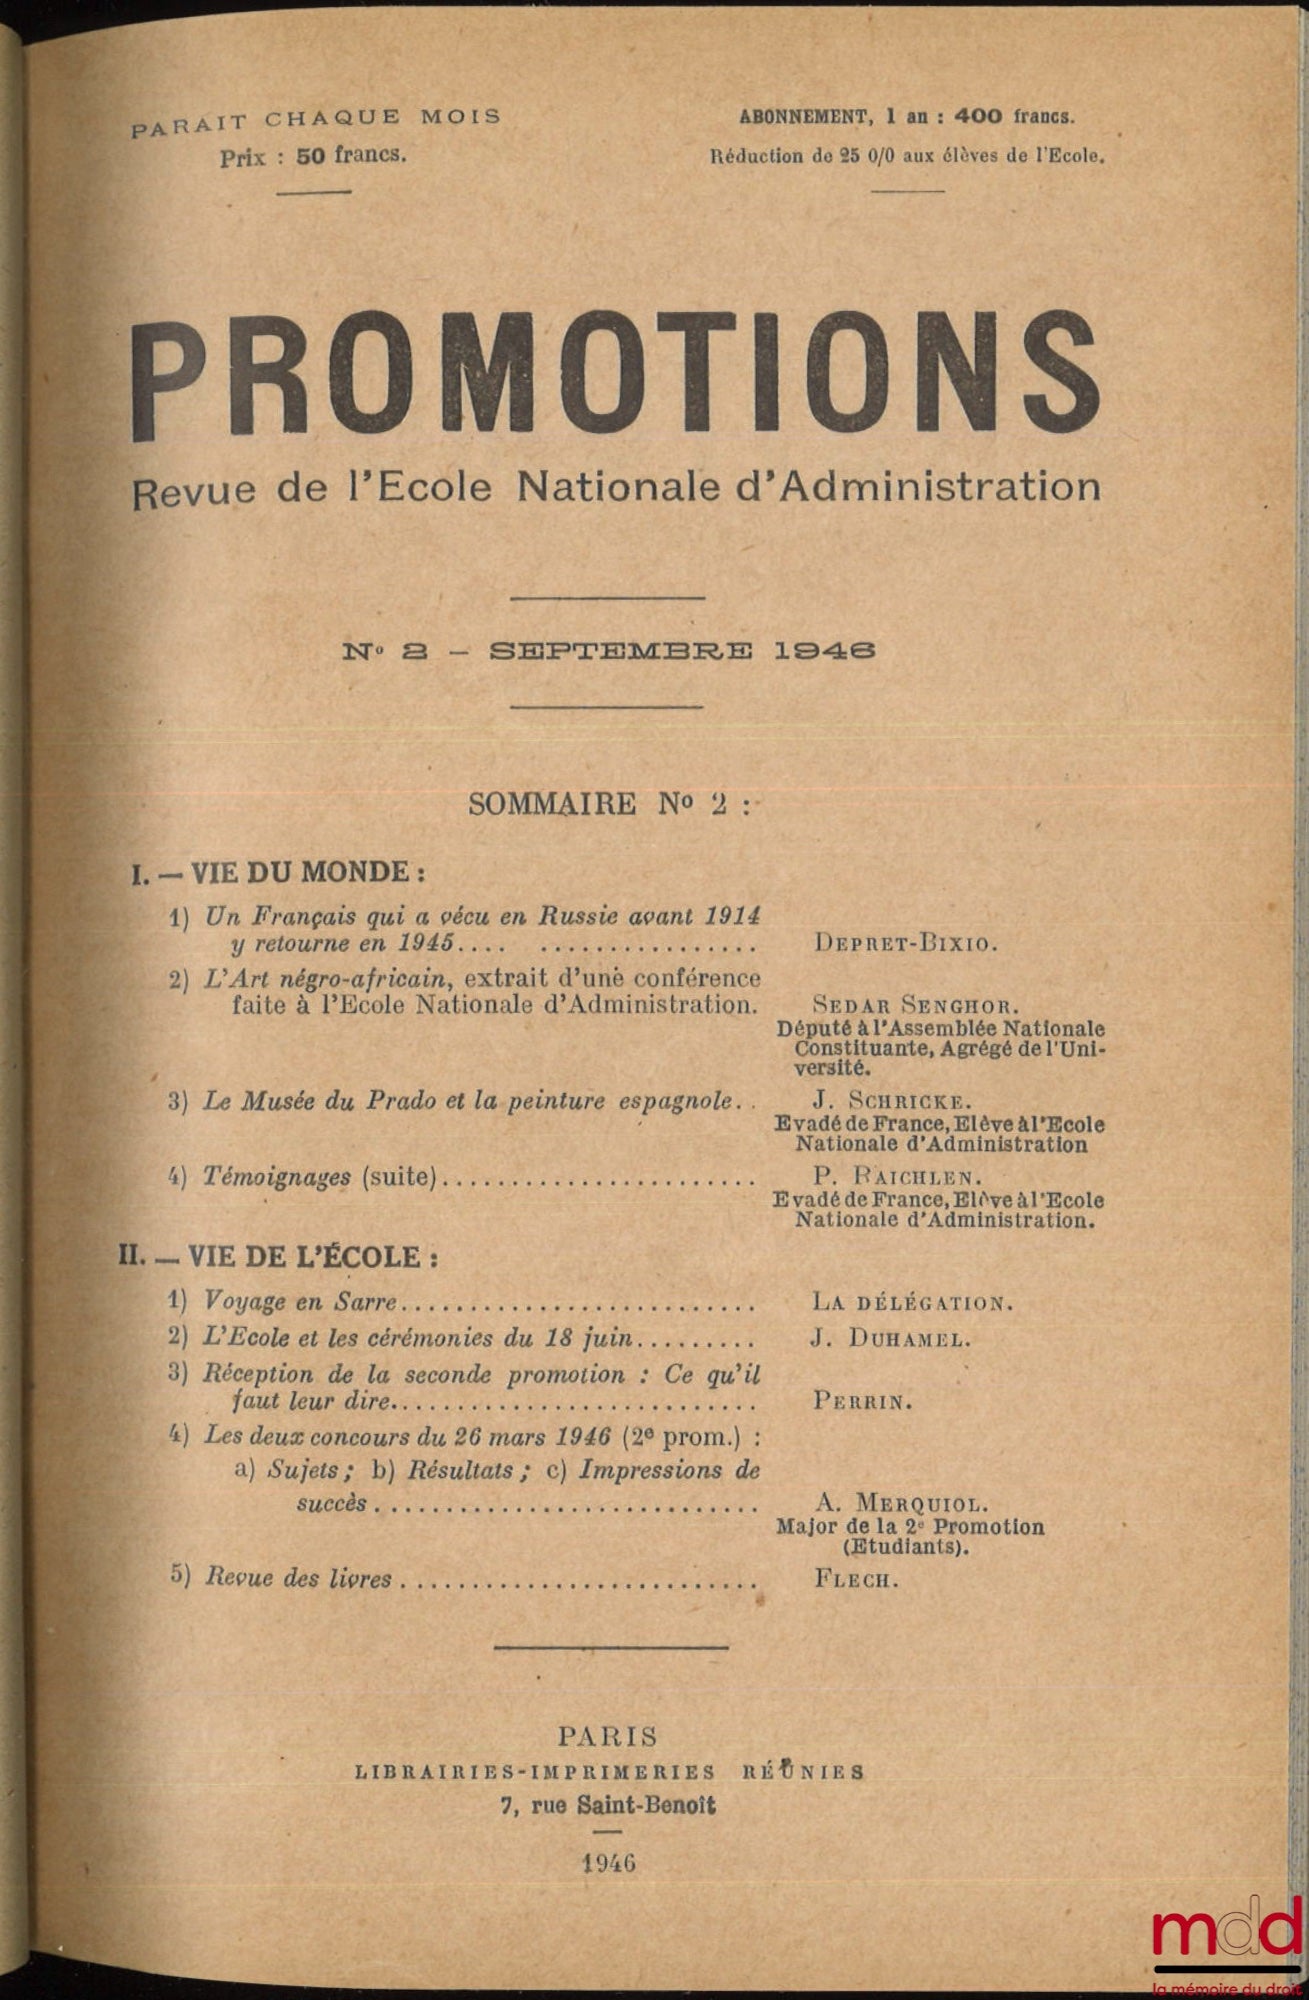 PARAIT CHAQUE MOIS
Prix : 50 francs.
ABONNEMENT, 1 an : 400 francs.
Réduction de 25 0/0 aux élèves de l'Ecole.
PROMOTIONS
Revue de l'Ecole Nationale d'Administration
Nº 2 – SEPTEMBRE 1946
SOMMAIRE Nº 2 :
I. — VIE DU MONDE :
1) Un Français qui a vécu en Russie avant 1914
y retourne en 1945.... ................ DEPRET-BIXIO.
2) L'Art négro-africain, extrait d'une conférence
faite à l'Ecole Nationale d'Administration. SEDAR SENGHOR.
Député à l'Assemblée Nationale
Constituante, Agrégé de l'Uni-
versité.
3) Le Musée du Prado et la peinture espagnole.. J. SCHRICKE.
Evadé de France, Elève à l'Ecole
Nationale d'Administration
4) Témoignages (suite)....................... P. RAICHLEN.
Evadé de France, Elève à l'Ecole
Nationale d'Administration.
II. — VIE DE L'ÉCOLE :
1) Voyage en Sarre.......................... LA DÉLÉGATION.
2) L'Ecole et les cérémonies du 18 juin......... J. DUHAMEL.
3) Réception de la seconde promotion : Ce qu'il
faut leur dire........................... PERRIN.
4) Les deux concours du 26 mars 1946 (2e prom.) :
a) Sujets ; b) Résultats ; c) Impressions de
succès............................ A. MERQUIOL.
Major de la 2e Promotion
(Etudiants).
5) Revue des livres.......................... FLECH.
PARIS
LIBRAIRIES-IMPRIMERIES RÉUNIES
7, rue Saint-Benoît
1946
mdd
la mémoire du droit